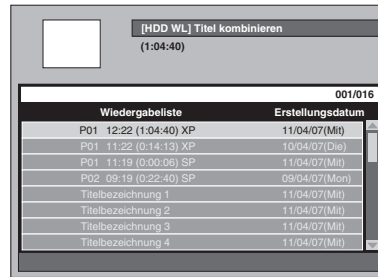 [HDD WL] Titel kombinieren
(1:04:40)
001/016
Wiedergabeliste Erstellungsdatum
P01 12:22 (1:04:40) XP 11/04/07(Mit)
P01 11:22 (0:14:13) XP 10/04/07(Die)
P01 11:19 (0:00:06) SP 11/04/07(Mit)
P02 09:19 (0:22:40) SP 09/04/07(Mon)
Titelbezeichnung 1 11/04/07(Mit)
Titelbezeichnung 2 11/04/07(Mit)
Titelbezeichnung 3 11/04/07(Mit)
Titelbezeichnung 4 11/04/07(Mit)